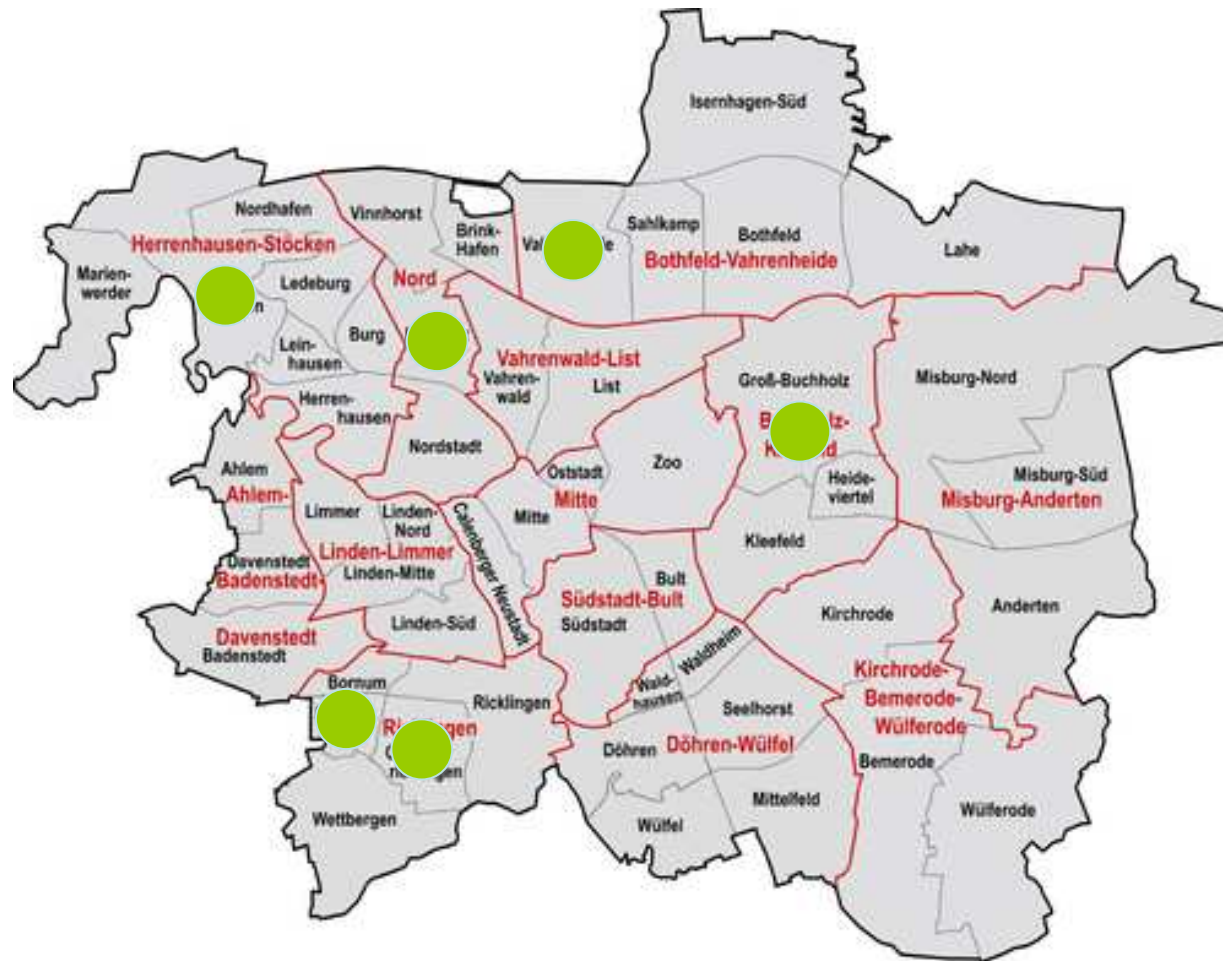 Isernhagen-Süd
Nordhafen
Vinnhorst
Brink-
Hafen
Sahlkamp
Bothfeld
Lahe
Herrenhausen-Stöcken
Bothfeld-Vahrenheide
Marien-
werder
Ledeburg
Nord
Burg
Lein-
hausen
Vahrenwald-List
Vahren-
wald
List
Groß-Buchholz
Misburg-Nord
Herren-
hausen
Nordstadt
Ahlem
Ahlem-
Oststadt
Zoo
Mitte
Mitte
Heide-
viertel
Misburg-Süd
Misburg-Anderten
Limmer
Linden-
Nord
Linden-Limmer
Linden-Mitte
Calenberger Neustadt
Kleefeld
Davenstedt
Badenstedt-
Bult
Südstadt-Bult
Südstadt
Kirchrode
Anderten
Linden-Süd
Davenstedt
Badenstedt
Waldheim
Wald-
hausen
Kirchrode-
Bemerode-
Wülferode
Bornum
Ricklingen
Seelhorst
Döhren
Döhren-Wülfel
Bemerode
Wettbergen
Mittelfeld
Wülfel
Wülferode